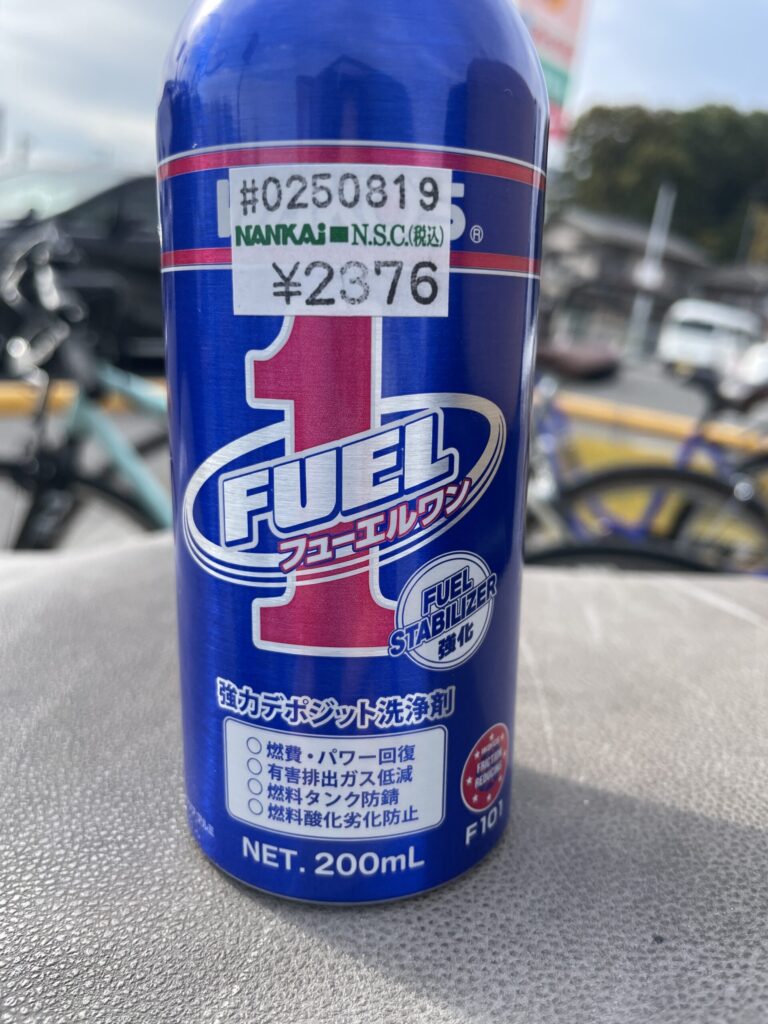 #0250819
NANKAi N.S.C.(税込)
¥2376
®
1
FUEL
フューエルワン
FUEL
STABILIZER
強化
強力デポジット洗浄剤
○ 燃費・パワー回復
○ 有害排出ガス低減
○ 燃料タンク防錆
○ 燃料酸化劣化防止
FRICTION
REDUCING
F101
NET. 200mL